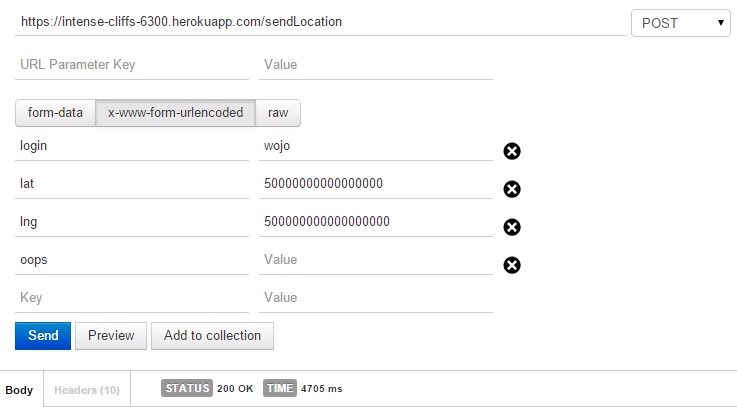 https://intense-cliffs-6300.herokuapp.com/sendLocation POST
URL Parameter Key Value
form-data x-www-form-urlencoded raw
login wojo
lat 50000000000000000
lng 500000000000000000
oops Value
Key Value
Send Preview Add to collection
Body Headers (10) STATUS 200 OK TIME 4705 ms